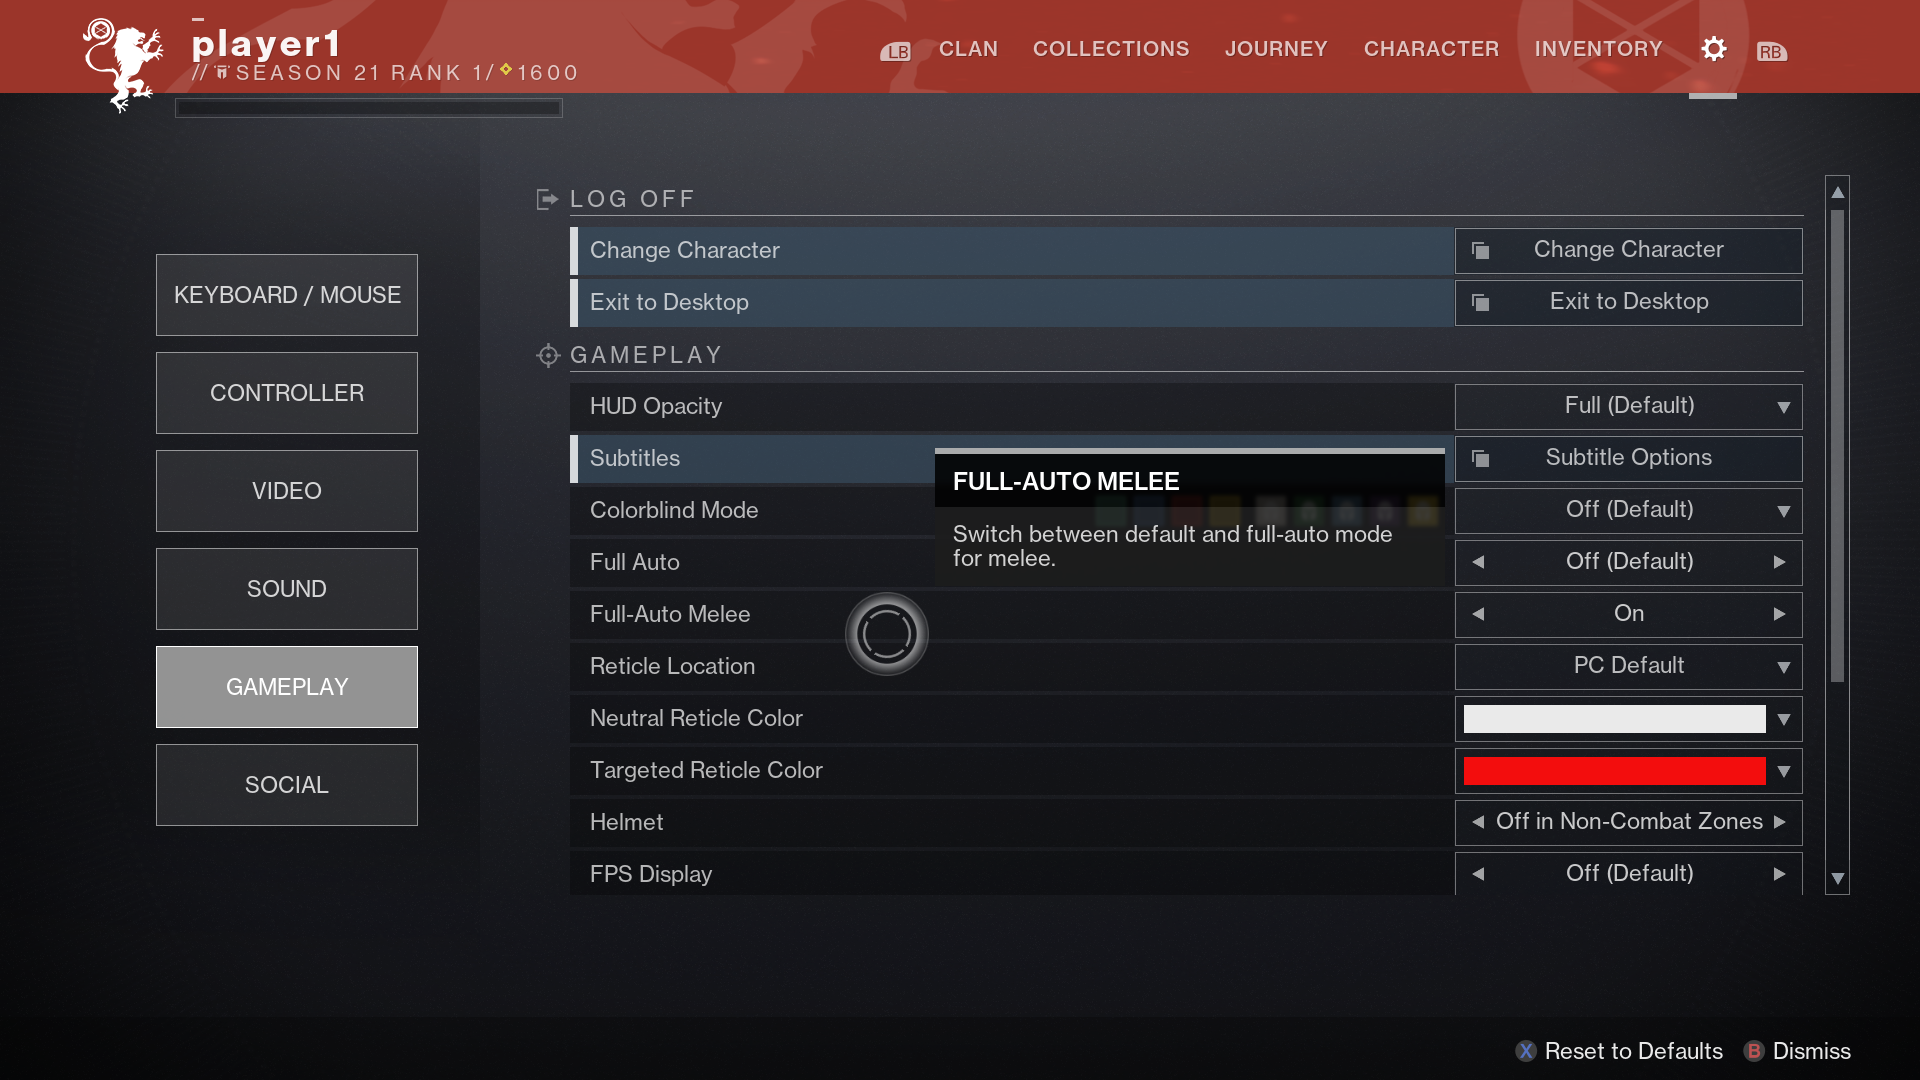 player1
// SEASON 21 RANK 1/ 1600
LB CLAN COLLECTIONS JOURNEY CHARACTER INVENTORY RB
KEYBOARD / MOUSE
CONTROLLER
VIDEO
SOUND
GAMEPLAY
SOCIAL
LOG OFF
Change Character Change Character
Exit to Desktop Exit to Desktop
GAMEPLAY
HUD Opacity Full (Default)
Subtitles Subtitle Options
Colorblind Mode Off (Default)
Full Auto Off (Default)
Full-Auto Melee On
Reticle Location PC Default
Neutral Reticle Color
Targeted Reticle Color
Helmet Off in Non-Combat Zones
FPS Display Off (Default)
FULL-AUTO MELEE
Switch between default and full-auto mode
for melee.
X Reset to Defaults B Dismiss